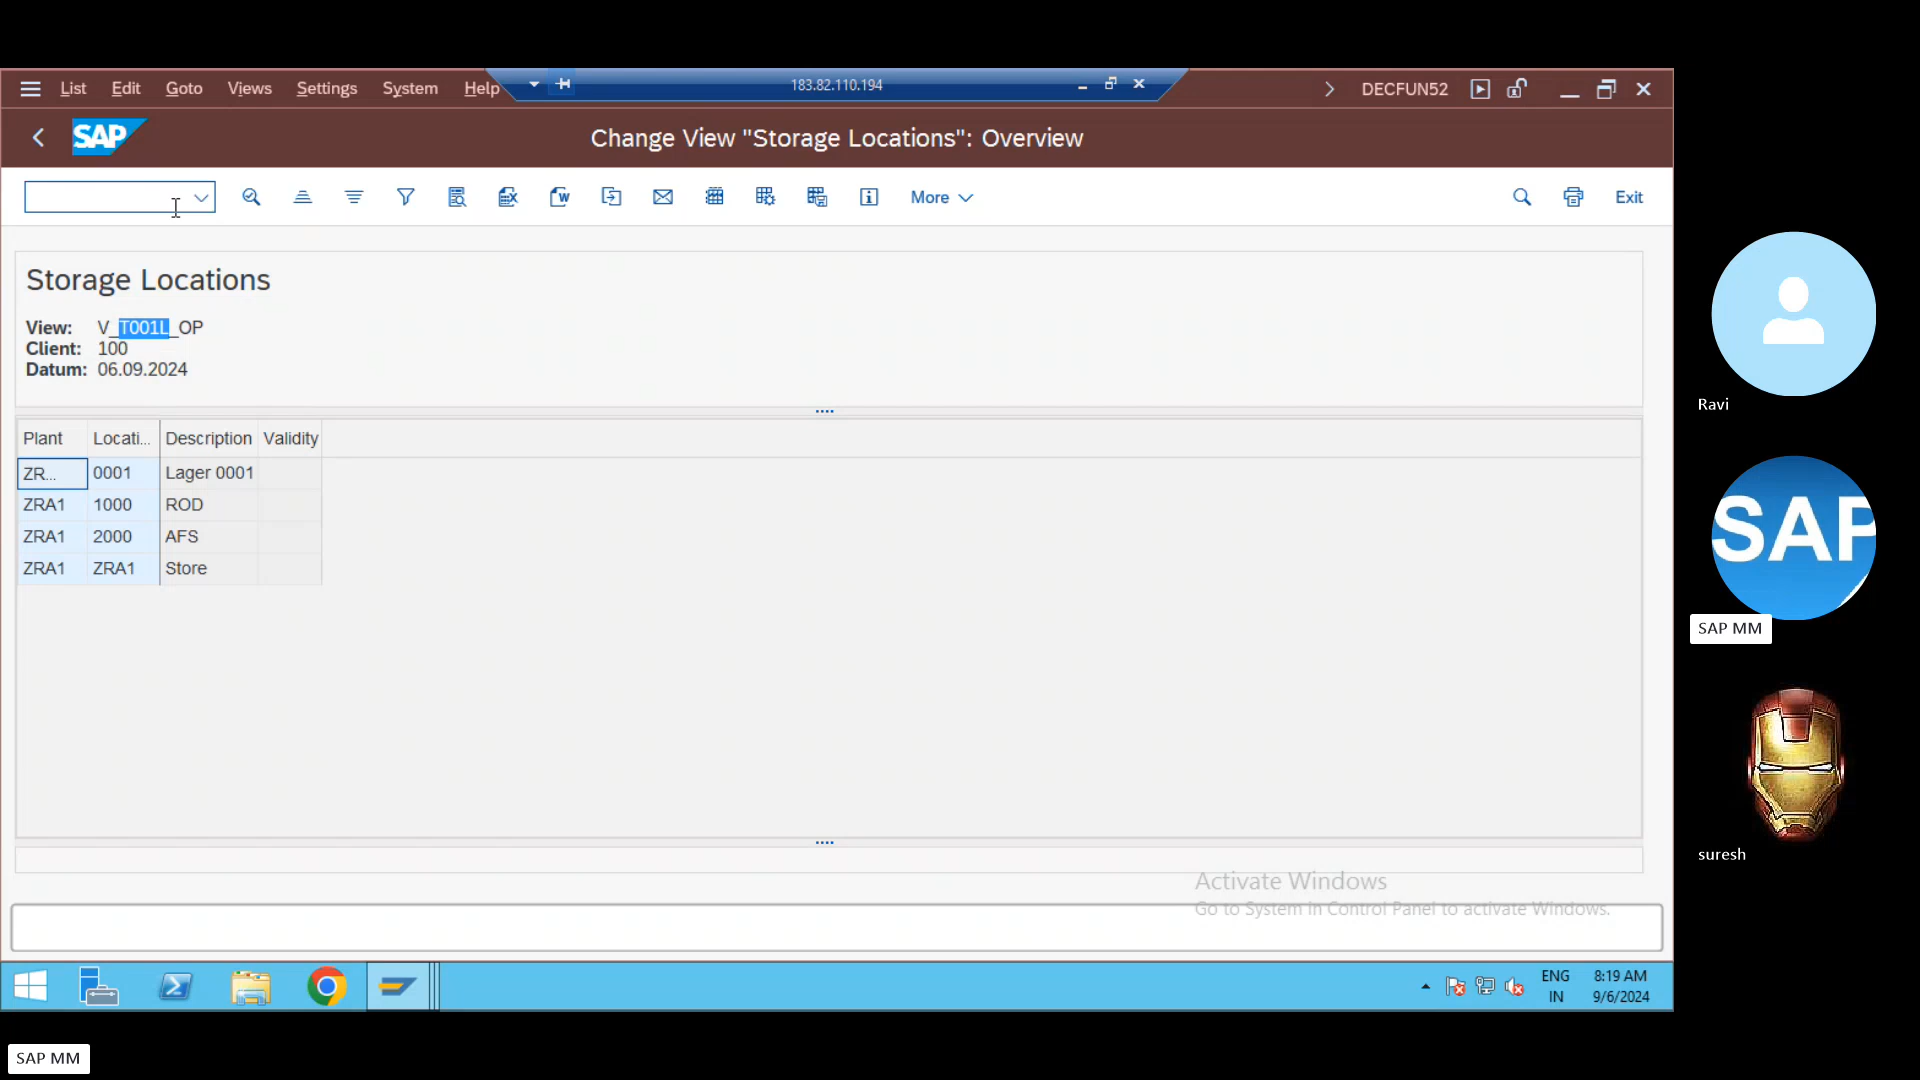 List Edit Goto Views Settings System Help
183.82.110.194
DECFUN52
SAP
Change View "Storage Locations": Overview
More
Exit
Storage Locations
View: V_T001L_OP
Client: 100
Datum: 06.09.2024
Plant Locati... Description Validity
ZR... 0001 Lager 0001
ZRA1 1000 ROD
ZRA1 2000 AFS
ZRA1 ZRA1 Store
Activate Windows
Go to System in Control Panel to activate Windows.
ENG
IN
8:19 AM
9/6/2024
Ravi
SAP
SAP MM
suresh
SAP MM